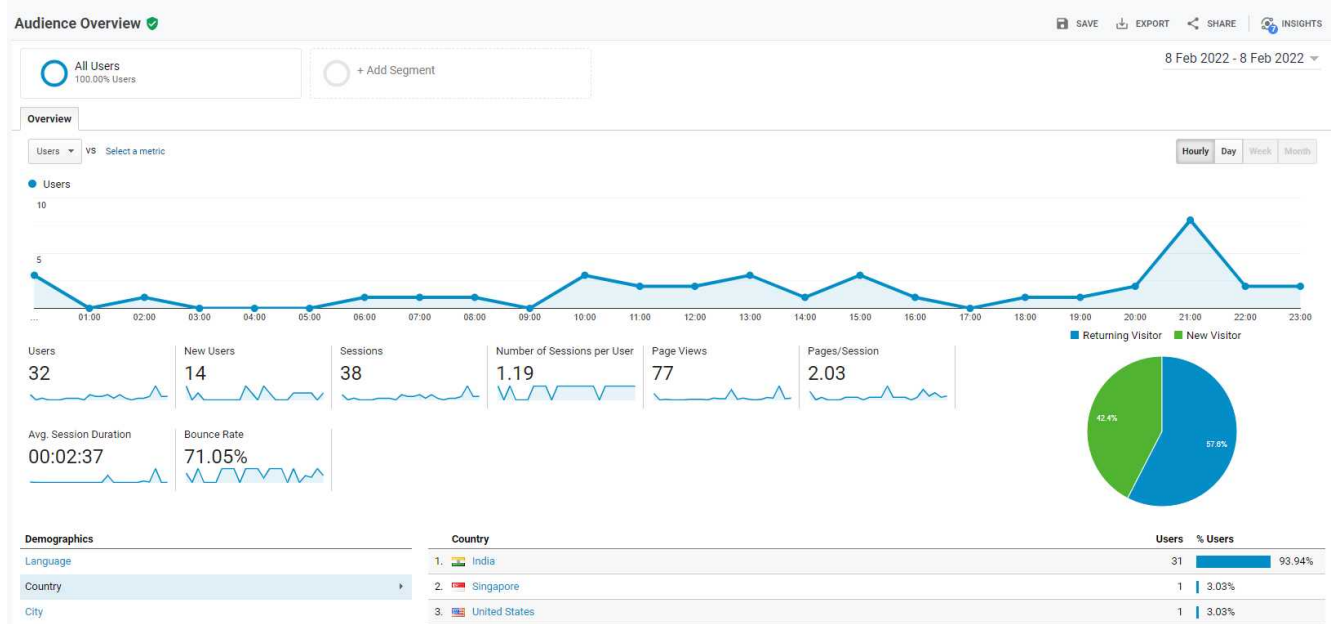 Audience Overview
SAVE EXPORT SHARE INSIGHTS
All Users
100.00% Users
+ Add Segment
8 Feb 2022 - 8 Feb 2022
Overview
Users VS Select a metric
Hourly Day Week Month
Users
10
5
... 01:00 02:00 03:00 04:00 05:00 06:00 07:00 08:00 09:00 10:00 11:00 12:00 13:00 14:00 15:00 16:00 17:00 18:00 19:00 20:00 21:00 22:00 23:00
Returning Visitor New Visitor
Users New Users Sessions Number of Sessions per User Page Views Pages/Session
32 14 38 1.19 77 2.03
42.4%
57.6%
Avg. Session Duration Bounce Rate
00:02:37 71.05%
Demographics Country Users % Users
Language 1. India 31 93.94%
Country 2. Singapore 1 3.03%
City 3. United States 1 3.03%